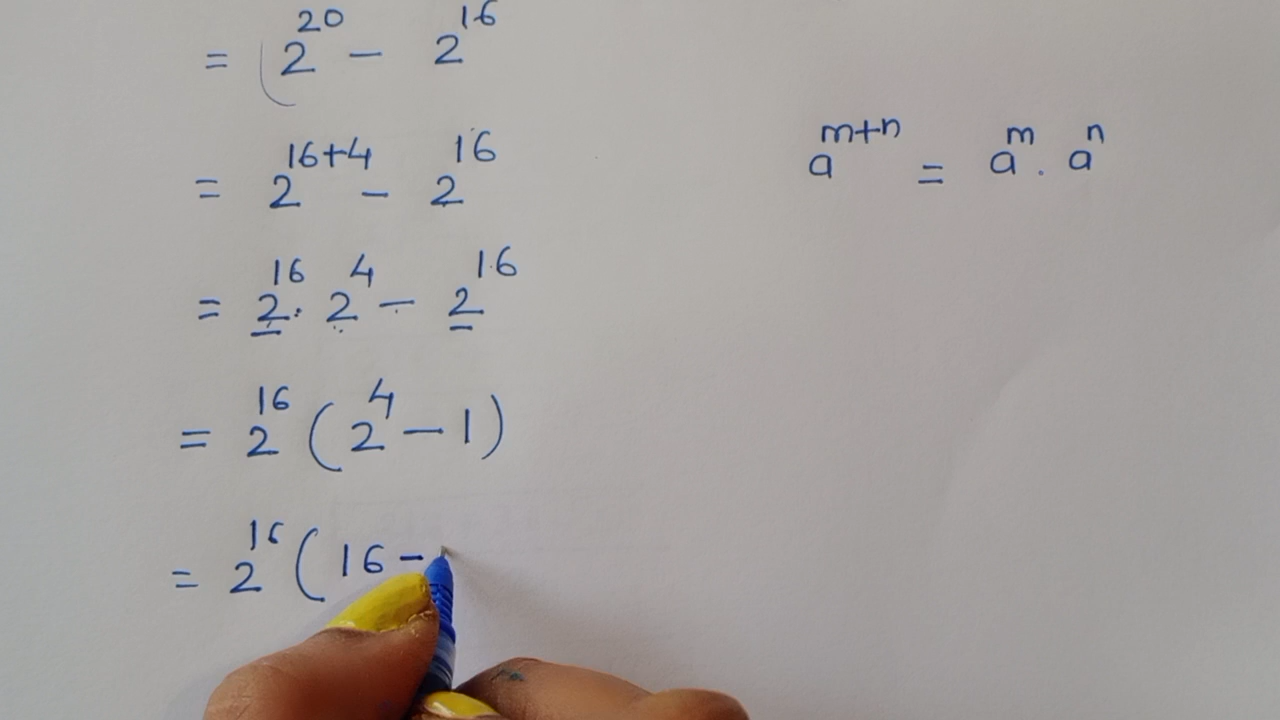 = (2^20 - 2^16
= 2^16+4 - 2^16
a^m+n = a^m . a^n
= 2^16 . 2^4 - 2^16
= 2^16 (2^4 - 1)
= 2^16 (16 -